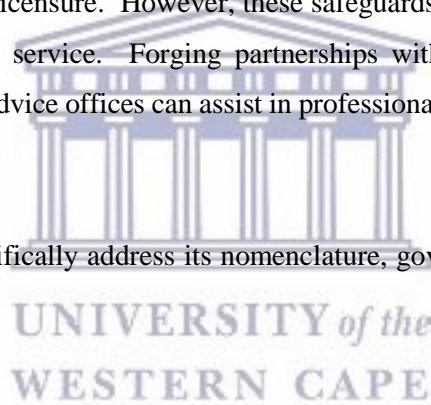 icensure. However, these safeguards
service. Forging partnerships with
dvice offices can assist in professiona
ifically address its nomenclature, gov
UNIVERSITY of the
WESTERN CAPE